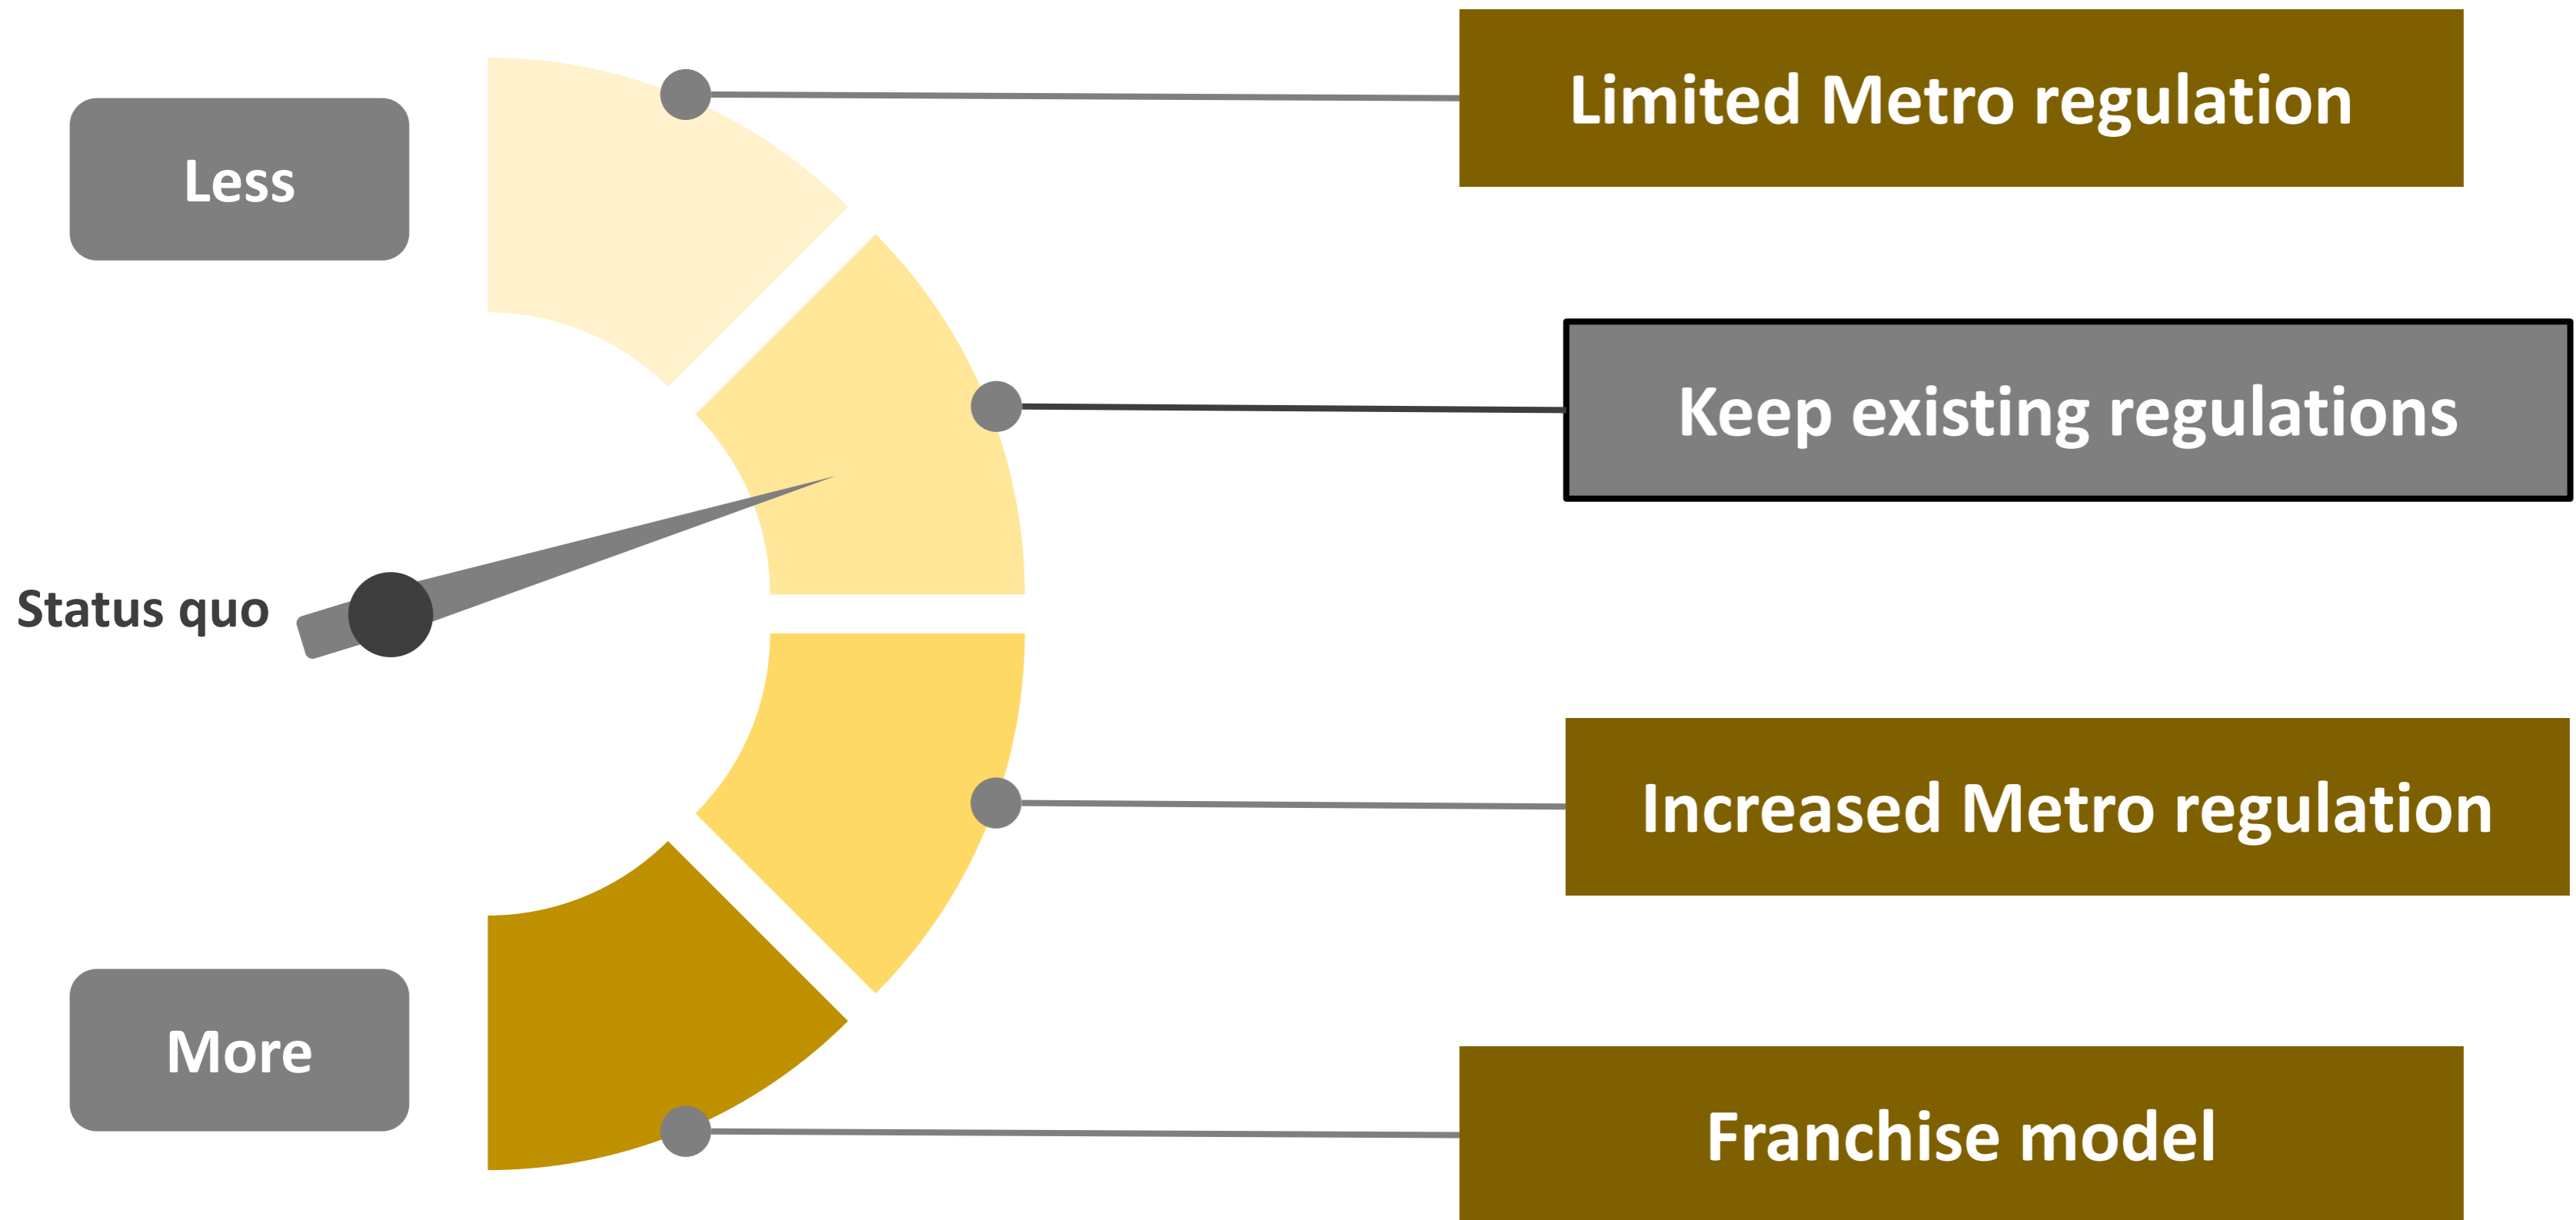 Limited Metro regulation
Less
Keep existing regulations
Status quo
Increased Metro regulation
More
Franchise model